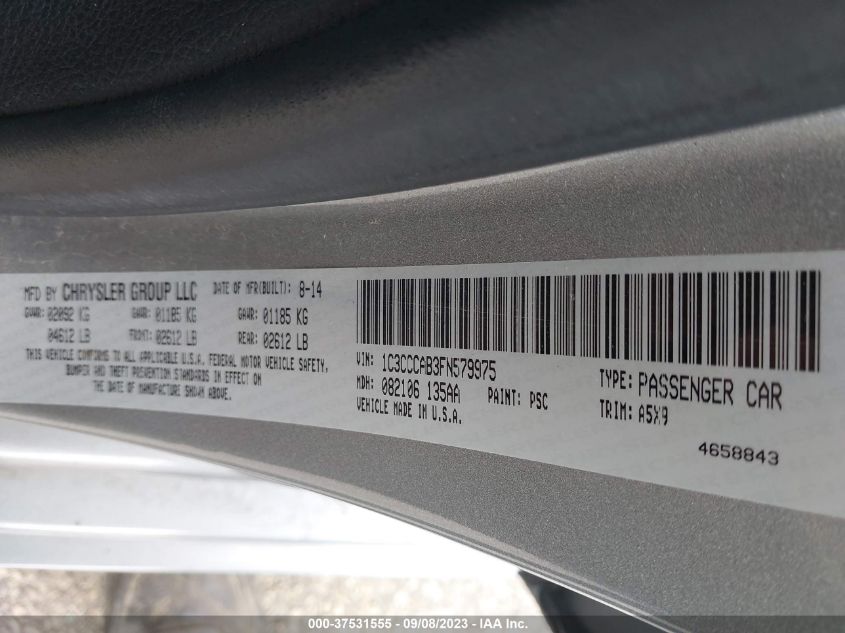 MFD BY CHRYSLER GROUP LLC DATE OF MFR(BUILT): 8-14
GVWR: 02092 KG GAWR: 01185 KG GAWR: 01185 KG
04612 LB FRONT: 02612 LB REAR: 02612 LB
THIS VEHICLE CONFORMS TO ALL APPLICABLE U.S.A. FEDERAL MOTOR VEHICLE SAFETY,
BUMPER AND THEFT PREVENTION STANDARDS IN EFFECT ON
THE DATE OF MANUFACTURE SHOWN ABOVE.
VIN: 1C3CCCAB3FN579975
MDH: 082106 135AA PAINT: PSC
VEHICLE MADE IN U.S.A.
TYPE: PASSENGER CAR
TRIM: A5X9
4658843
000-37531555 - 09/08/2023 - IAA Inc.